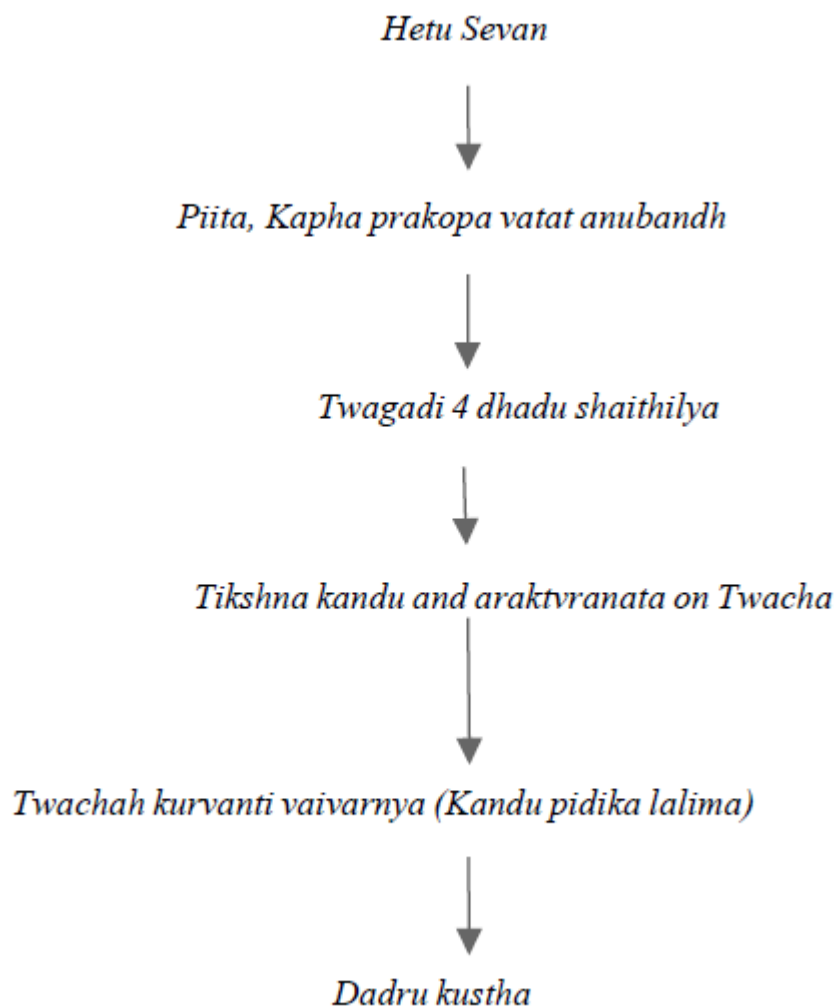 Hetu Sevan
Piita, Kapha prakopa vatat anubandh
Twagadi 4 dhadu shaithilya
Tikshna kandu and araktvranata on Twacha
Twachah kurvanti vaivarnya (Kandu pidika lalima)
Dadru kustha